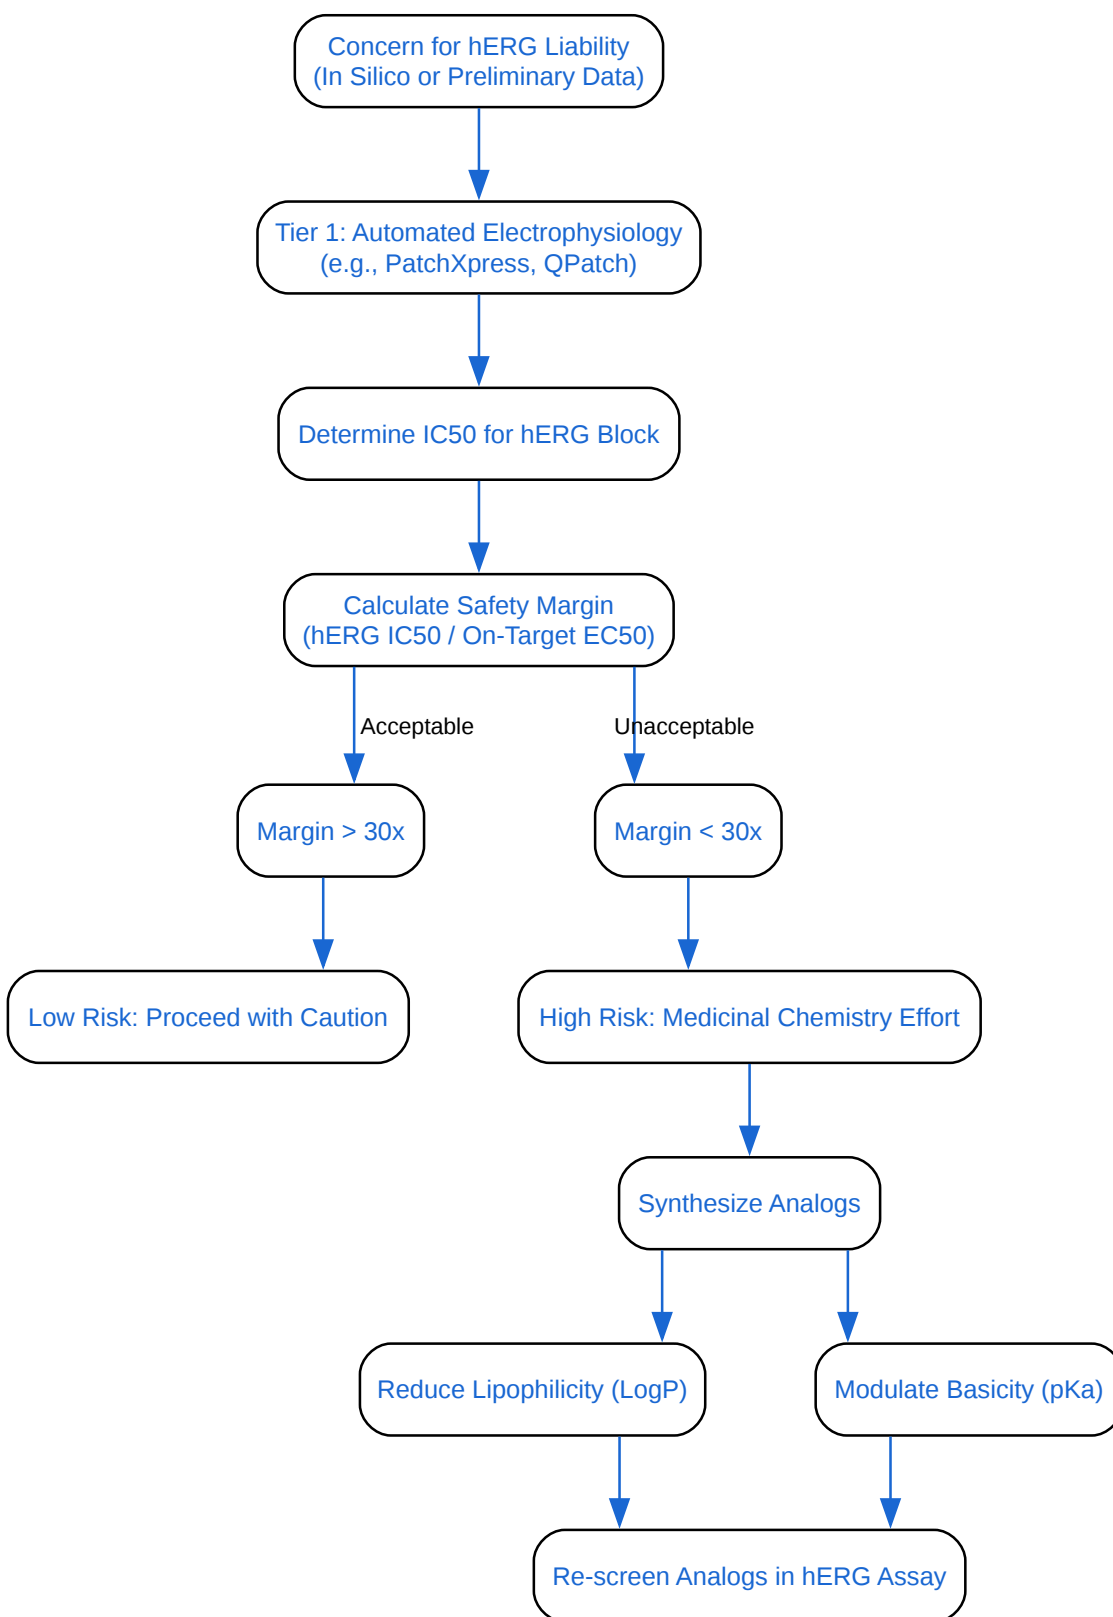 Concern for hERG Liability
(In Silico or Preliminary Data)
Tier 1: Automated Electrophysiology
(e.g., PatchXpress, QPatch)
Determine IC50 for hERG Block
Calculate Safety Margin
(hERG IC50 / On-Target EC50)
Acceptable
Unacceptable
Margin > 30x
Margin < 30x
Low Risk: Proceed with Caution
High Risk: Medicinal Chemistry Effort
Synthesize Analogs
Reduce Lipophilicity (LogP)
Modulate Basicity (pKa)
Re-screen Analogs in hERG Assay